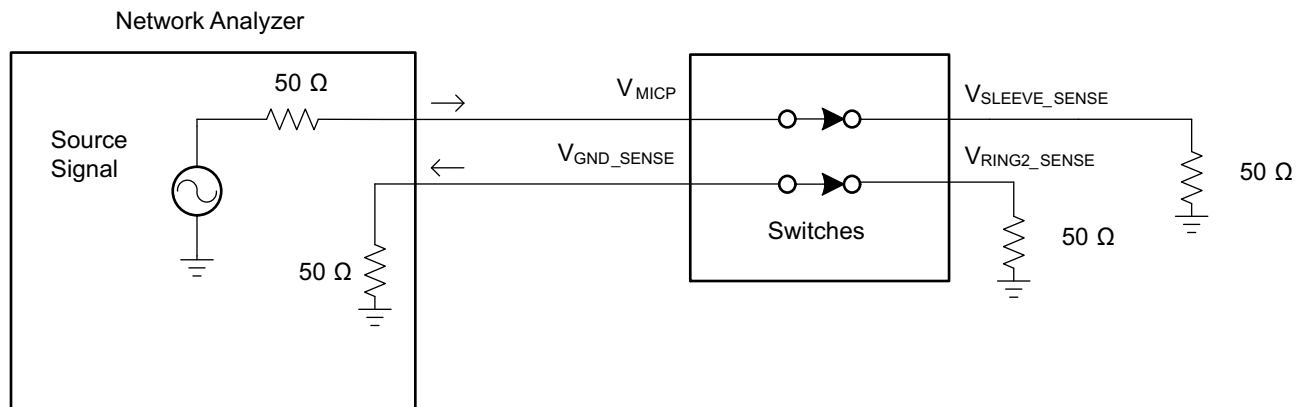 Network Analyzer
50 Ω
Source
Signal
50 Ω
V_MICP
V_GND_SENSE
V_SLEEVE_SENSE
V_RING2_SENSE
Switches
50 Ω
50 Ω